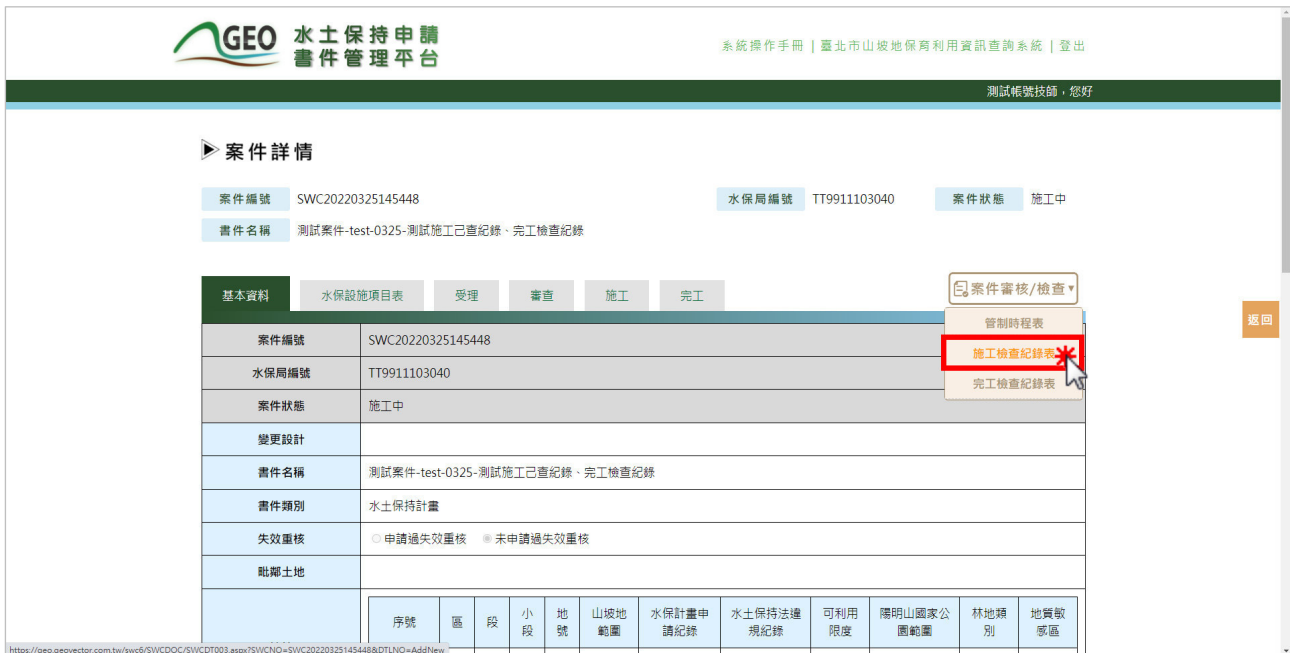 GEO 水土保持申請
書件管理平台
系統操作手冊 | 臺北市山坡地保育利用資訊查詢系統 | 登出
測試帳號技師，您好
案件詳情
案件編號 SWC20220325145448 水保局編號 TT9911103040 案件狀態 施工中
書件名稱 測試案件-test-0325-測試施工己查紀錄、完工檢查紀錄
基本資料 水保設施項目表 受理 審查 施工 完工 案件審核/檢查▼
管制時程表
施工檢查紀錄表
完工檢查紀錄表
返回
案件編號 SWC20220325145448
水保局編號 TT9911103040
案件狀態 施工中
變更設計
書件名稱 測試案件-test-0325-測試施工己查紀錄、完工檢查紀錄
書件類別 水土保持計畫
失效重核 申請過失效重核 未申請過失效重核
毗鄰土地
序號 區 段 小段 地號 山坡地範圍 水保計畫申請紀錄 水土保持法違規紀錄 可利用限度 陽明山國家公園範圍 林地類別 地質敏感區
https://geo.geovector.com.tw/swc6/SWCDOC/SWCDT003.aspx?SWCNO=SWC20220325145448&DTLNO=AddNew